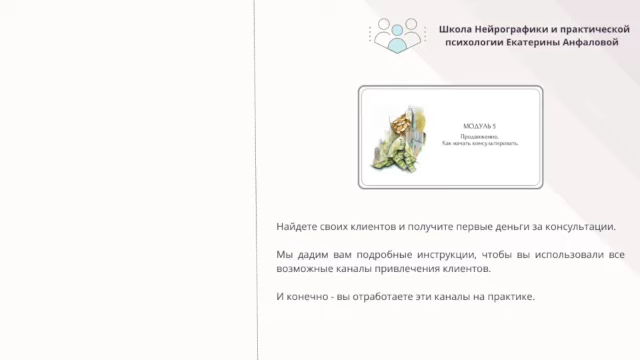 Школа Нейрографики и практической
психологии Екатерины Анфаловой
МОДУЛЬ 5
Продвижение.
Как начать консультировать.
Найдете своих клиентов и получите первые деньги за консультации.
Мы дадим вам подробные инструкции, чтобы вы использовали все
возможные каналы привлечения клиентов.
И конечно - вы отработаете эти каналы на практике.